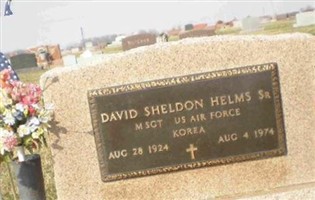 DAVID SHELDON HELMS SR
MSGT US AIR FORCE
KOREA
AUG 28 1924 AUG 4 1974